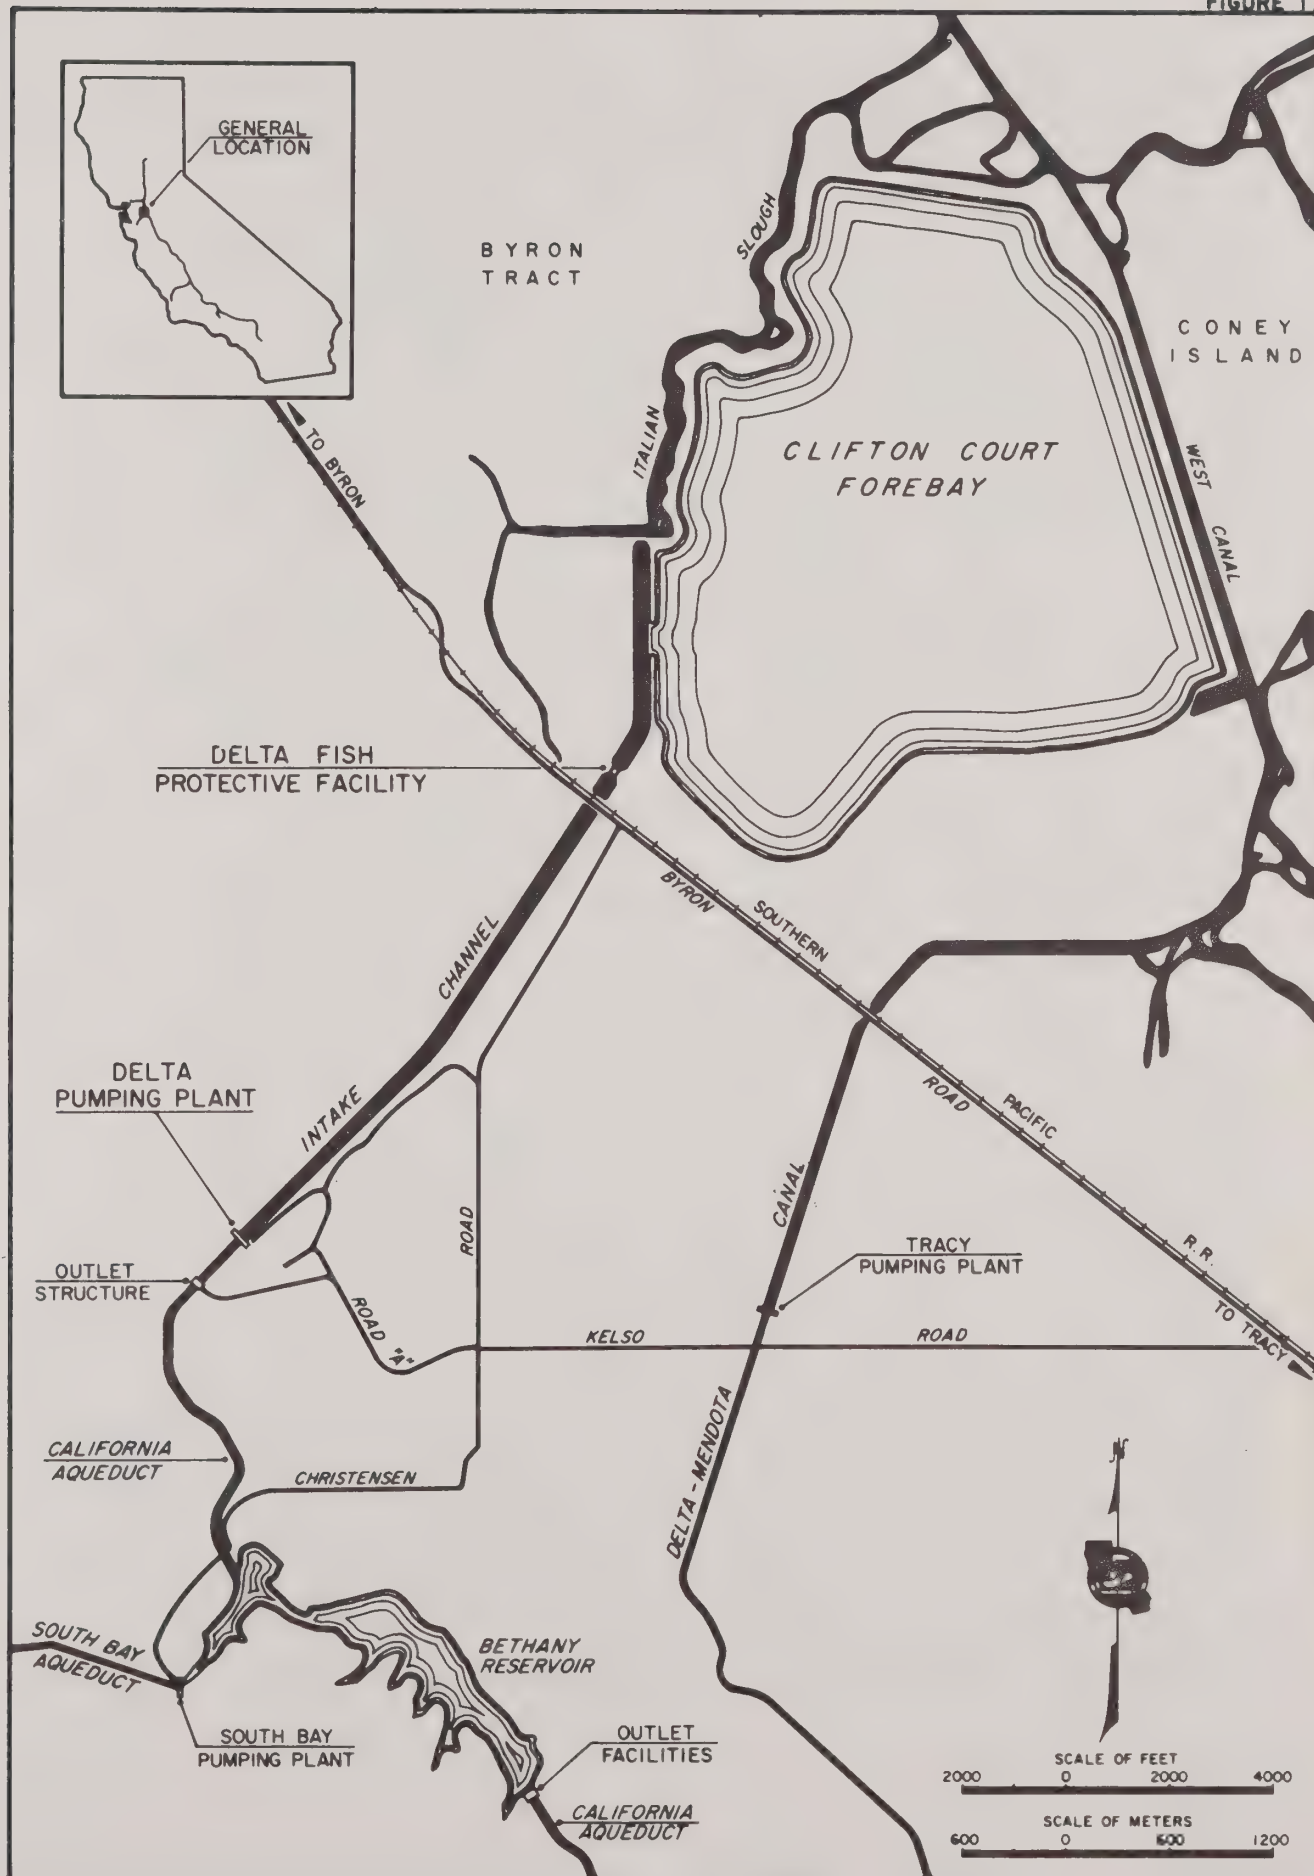 FIGURE 1
GENERAL
LOCATION
BYRON
TRACT
SLOUGH
CONEY
ISLAND
TO BYRON
ITALIAN
CLIFTON COURT
FOREBAY
WEST
CANAL
DELTA FISH
PROTECTIVE FACILITY
BYRON
SOUTHERN
CHANNEL
DELTA
PUMPING PLANT
INTAKE
ROAD
PACIFIC
CANAL
ROAD
R.R.
TRACY
PUMPING PLANT
OUTLET
STRUCTURE
ROAD "A"
KELSO
ROAD
TO TRACY
CALIFORNIA
AQUEDUCT
CHRISTENSEN
DELTA - MENDOTA
N
SOUTH BAY
AQUEDUCT
BETHANY
RESERVOIR
SOUTH BAY
PUMPING PLANT
OUTLET
FACILITIES
CALIFORNIA
AQUEDUCT
SCALE OF FEET
2000 0 2000 4000
SCALE OF METERS
600 0 600 1200